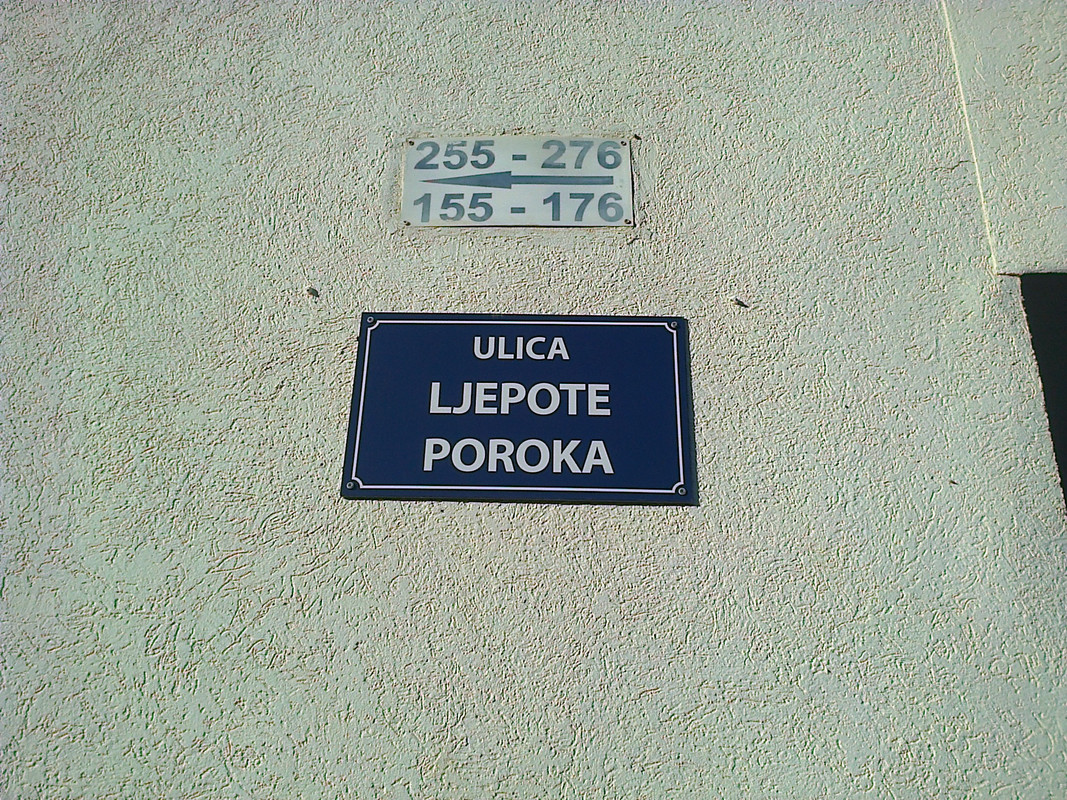 255 - 276
155 - 176
ULICA
LJEPOTE
POROKA